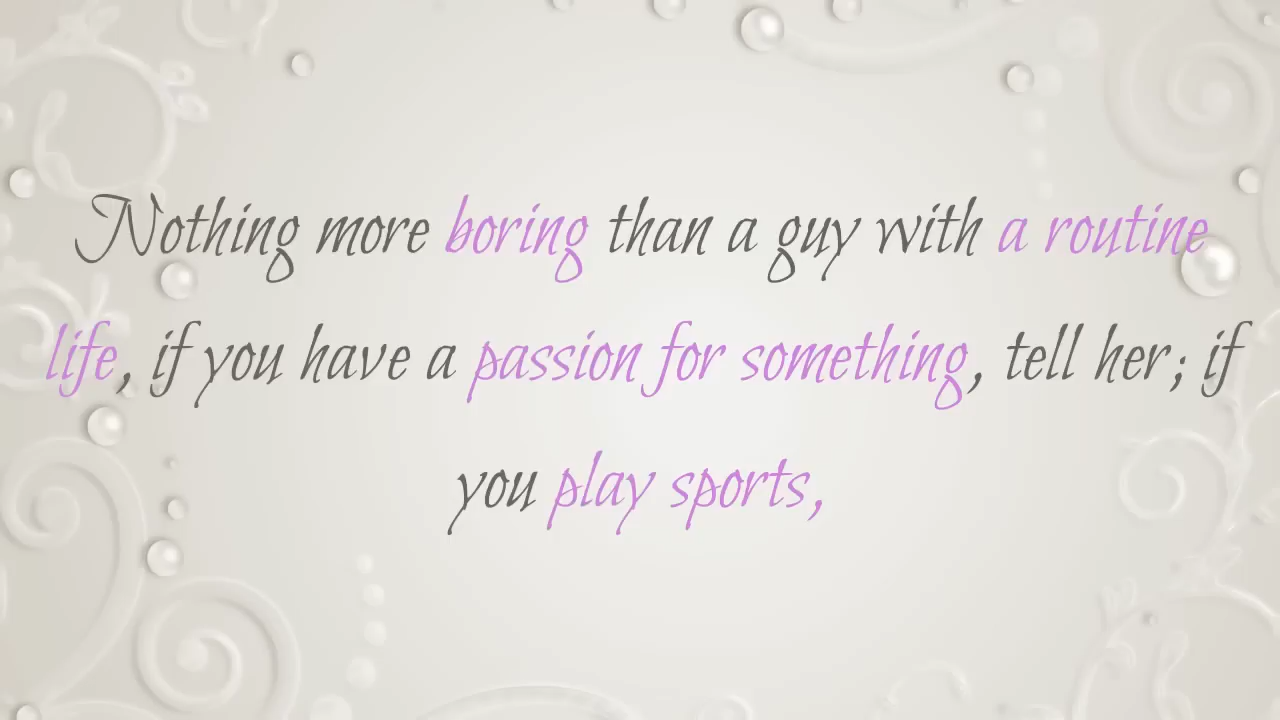 Nothing more boring than a guy with a routine
life, if you have a passion for something, tell her; if
you play sports,